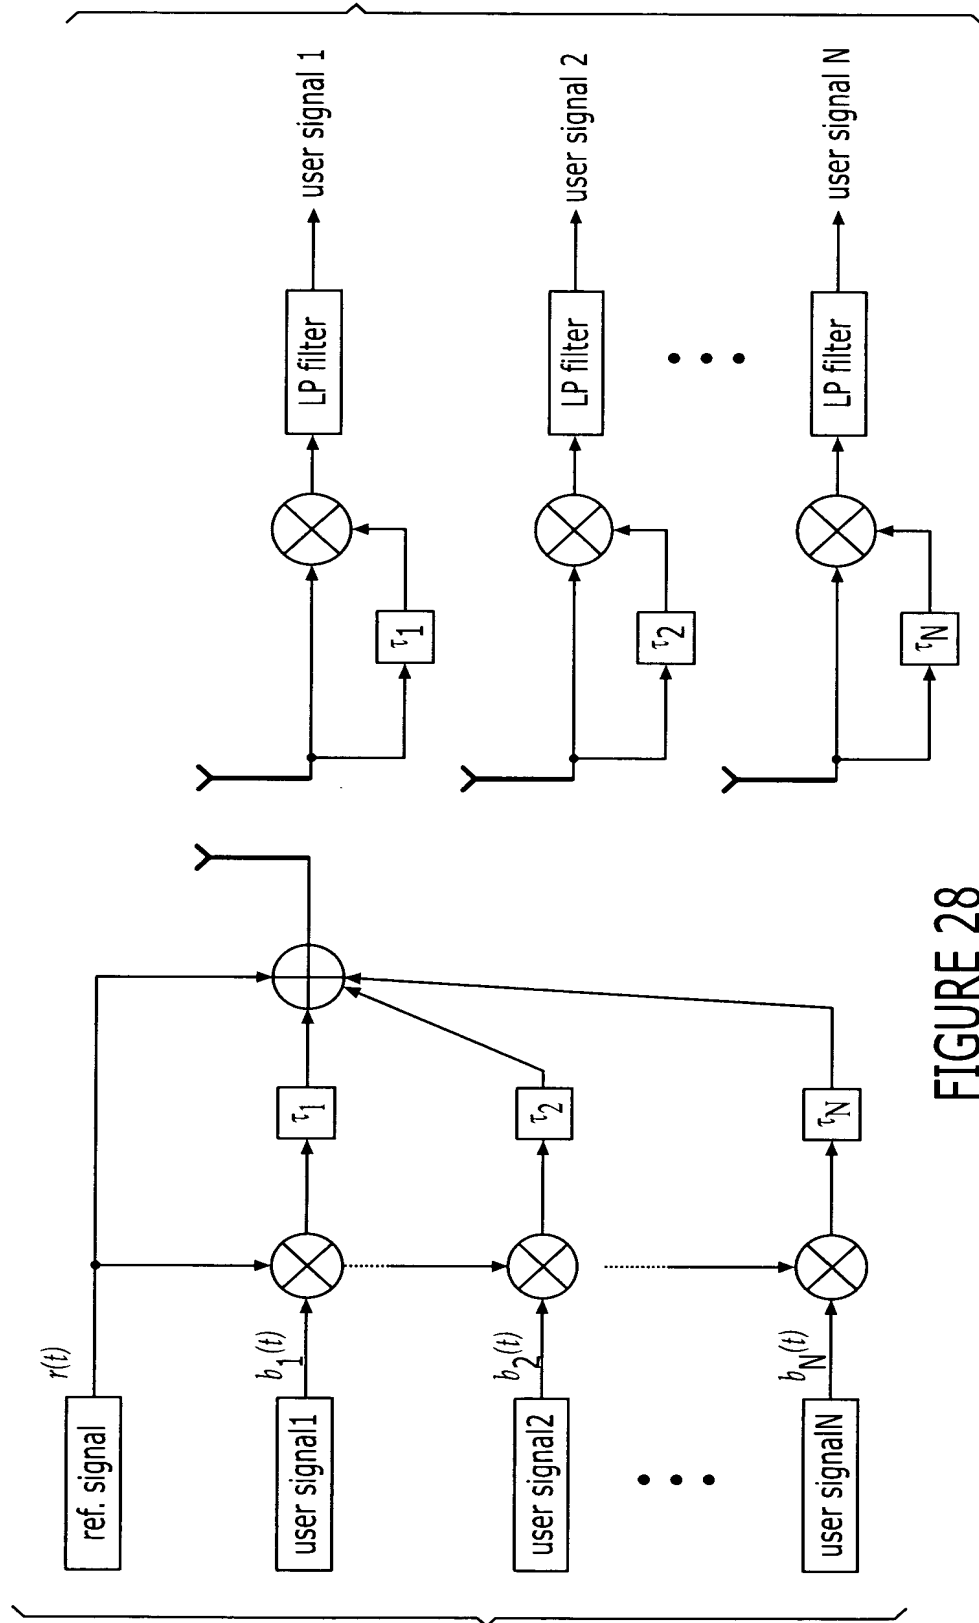 ref. signal
r(t)
user signal1
b1(t)
τ1
τ1
LP filter
user signal 1
user signal2
b2(t)
τ2
τ2
LP filter
user signal 2
user signalN
bN(t)
τN
τN
LP filter
user signal N
FIGURE 28